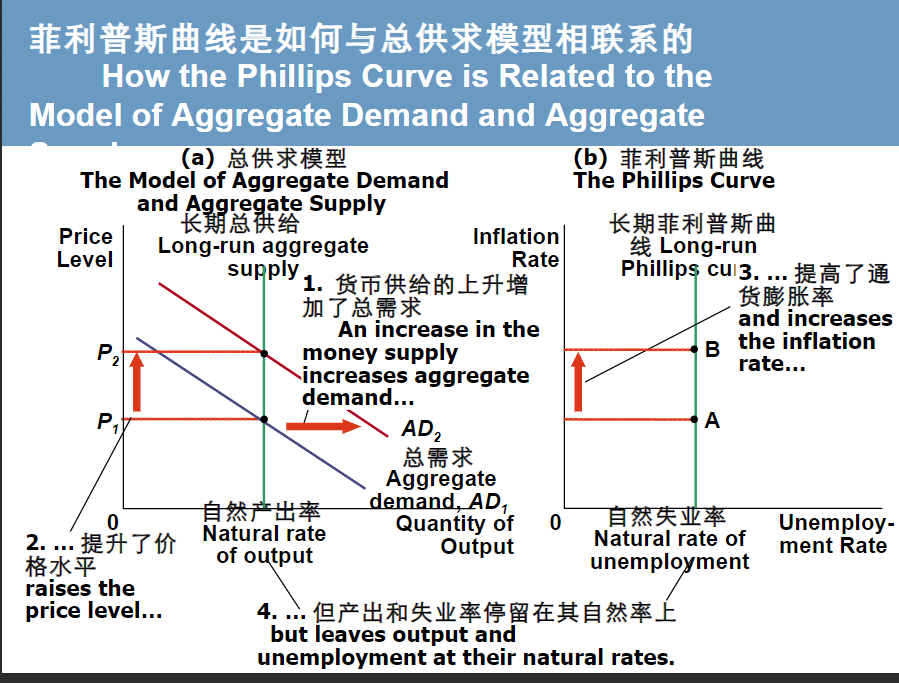 菲利普斯曲线是如何与总供求模型相联系的
How the Phillips Curve is Related to the
Model of Aggregate Demand and Aggregate
(a) 总供求模型
The Model of Aggregate Demand
and Aggregate Supply
Price
Level
长期总供给
Long-run aggregate
supply
1. 货币供给的上升增
加了总需求
An increase in the
money supply
increases aggregate
demand...
P2
P1
AD2
总需求
Aggregate
demand, AD1
0
自然产出率
Natural rate
of output
Quantity of
Output
2. ... 提升了价
格水平
raises the
price level...
(b) 菲利普斯曲线
The Phillips Curve
Inflation
Rate
长期菲利普斯曲
线 Long-run
Phillips cu
3. ... 提高了通
货膨胀率
and increases
the inflation
rate...
B
A
0
自然失业率
Natural rate of
unemployment
Unemploy-
ment Rate
4. ... 但产出和失业率停留在其自然率上
but leaves output and
unemployment at their natural rates.